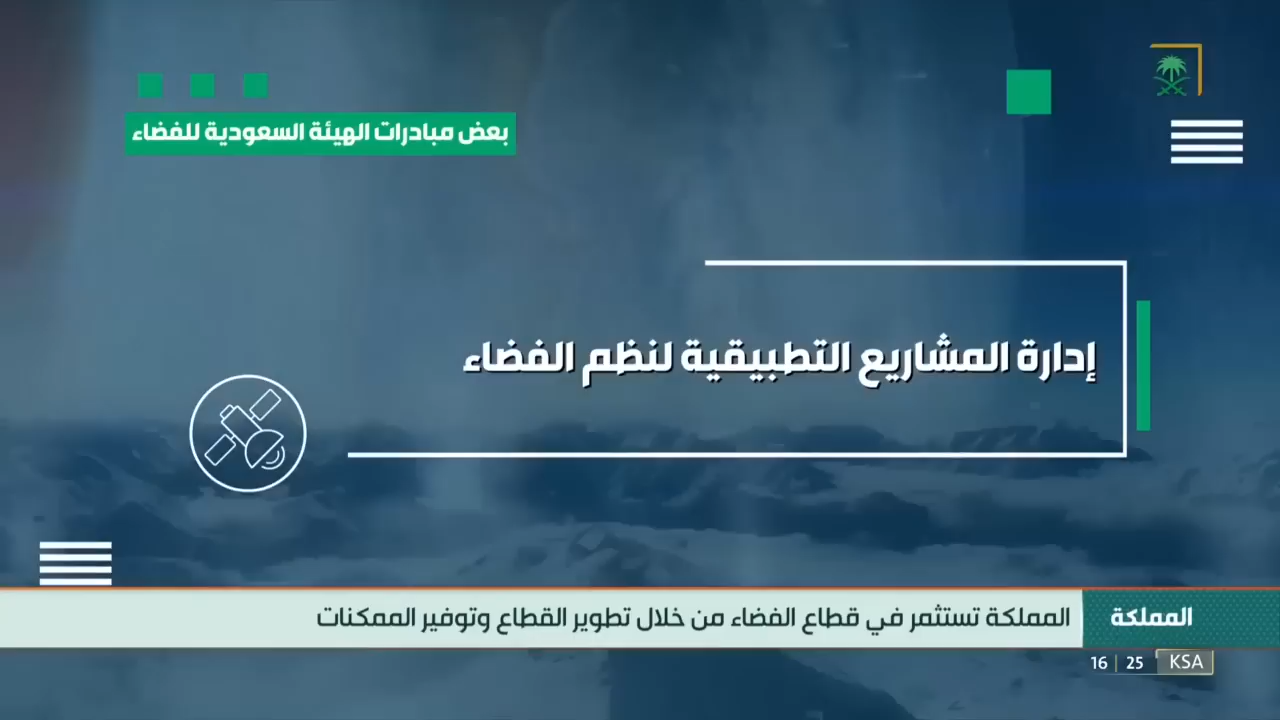 بعض مبادرات الهيئة السعودية للفضاء
إدارة المشاريع التطبيقية لنظم الفضاء
المملكة
المملكة تستثمر في قطاع الفضاء من خلال تطوير القطاع وتوفير الممكنات
16 | 25 KSA